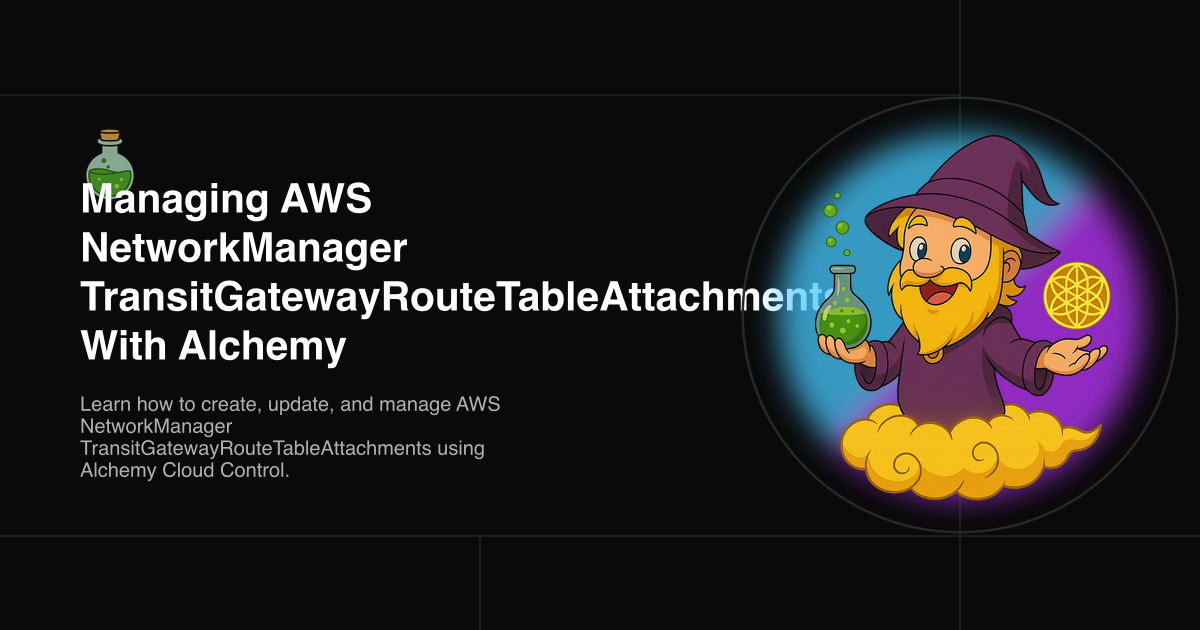 Managing AWS
NetworkManager
TransitGatewayRouteTableAttachments
With Alchemy
Learn how to create, update, and manage AWS
NetworkManager
TransitGatewayRouteTableAttachments using
Alchemy Cloud Control.